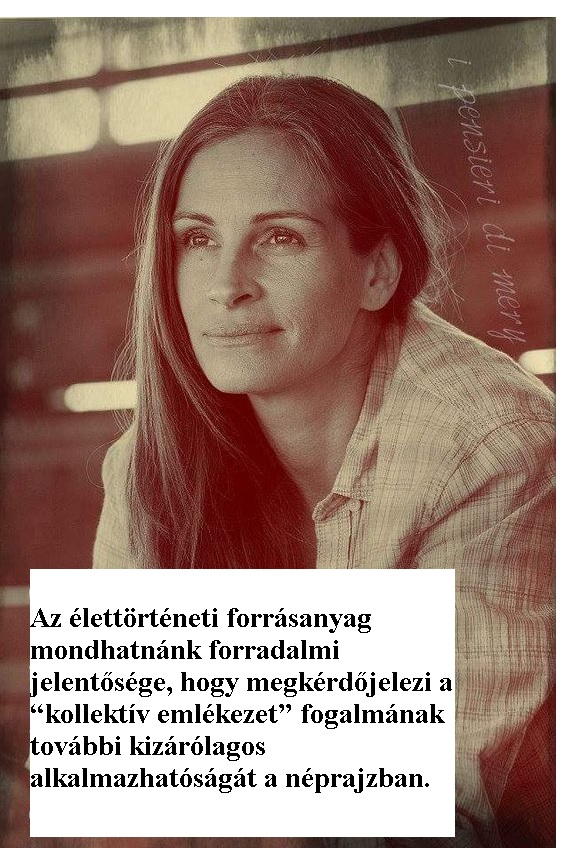 i pensieri di mery
Az élettörténeti forrásanyag
mondhatnánk forradalmi
jelentősége, hogy megkérdőjelezi a
“kollektív emlékezet” fogalmának
további kizárólagos
alkalmazhatóságát a néprajzban.